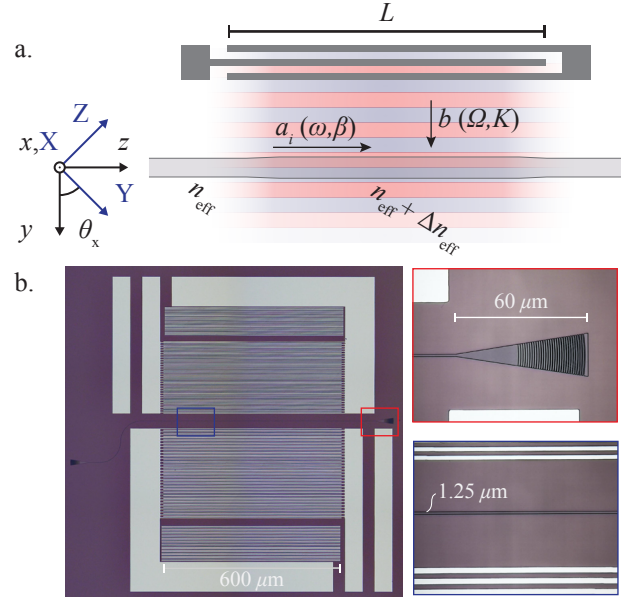 a.
L
a_i (ω,β)
b (Ω,K)
Z
x,X
z
Y
y
θ_x
n_eff
n_eff + Δn_eff
b.
60 μm
1.25 μm
600 μm